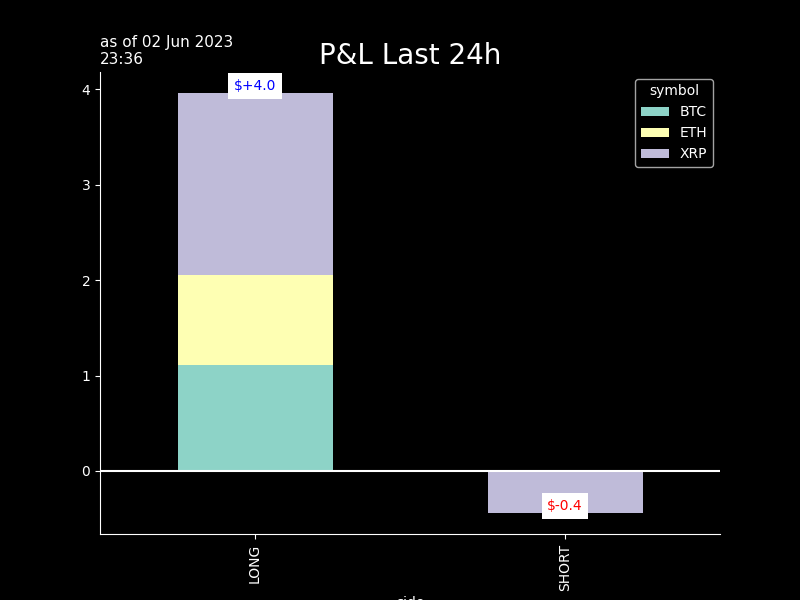 as of 02 Jun 2023
23:36
P&L Last 24h
$+4.0
symbol
BTC
ETH
XRP
4
3
2
1
0
$-0.4
LONG
SHORT